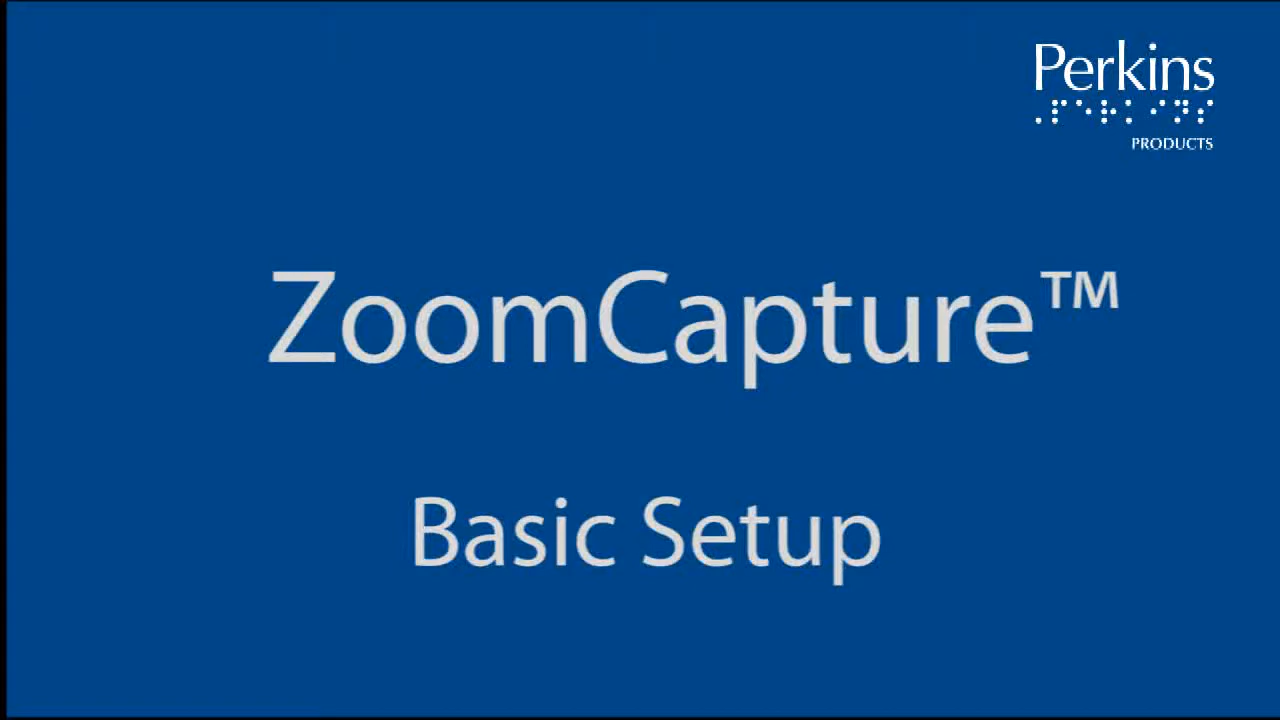 Perkins
⠠⠏⠑⠗⠅⠊⠝⠎
PRODUCTS
ZoomCapture™
Basic Setup